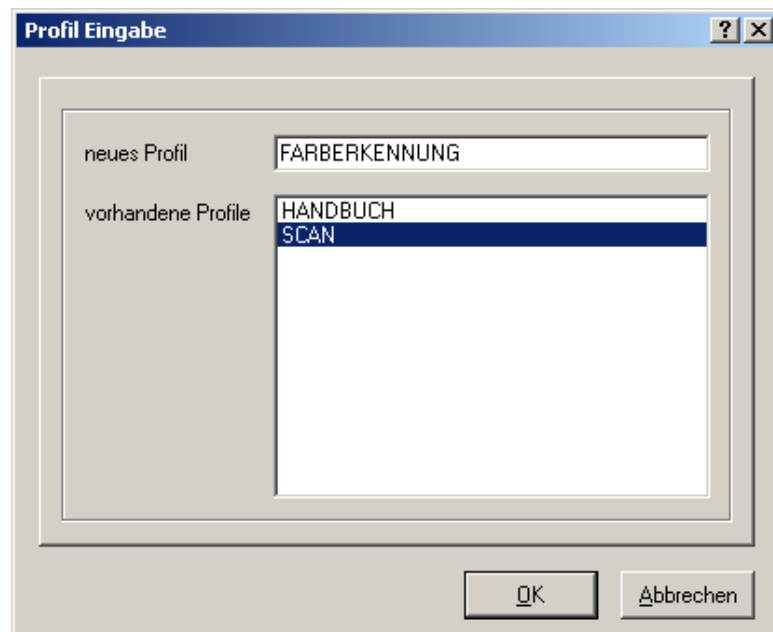 Profil Eingabe
neues Profil FARBERKENNUNG
vorhandene Profile HANDBUCH
SCAN
OK Abbrechen